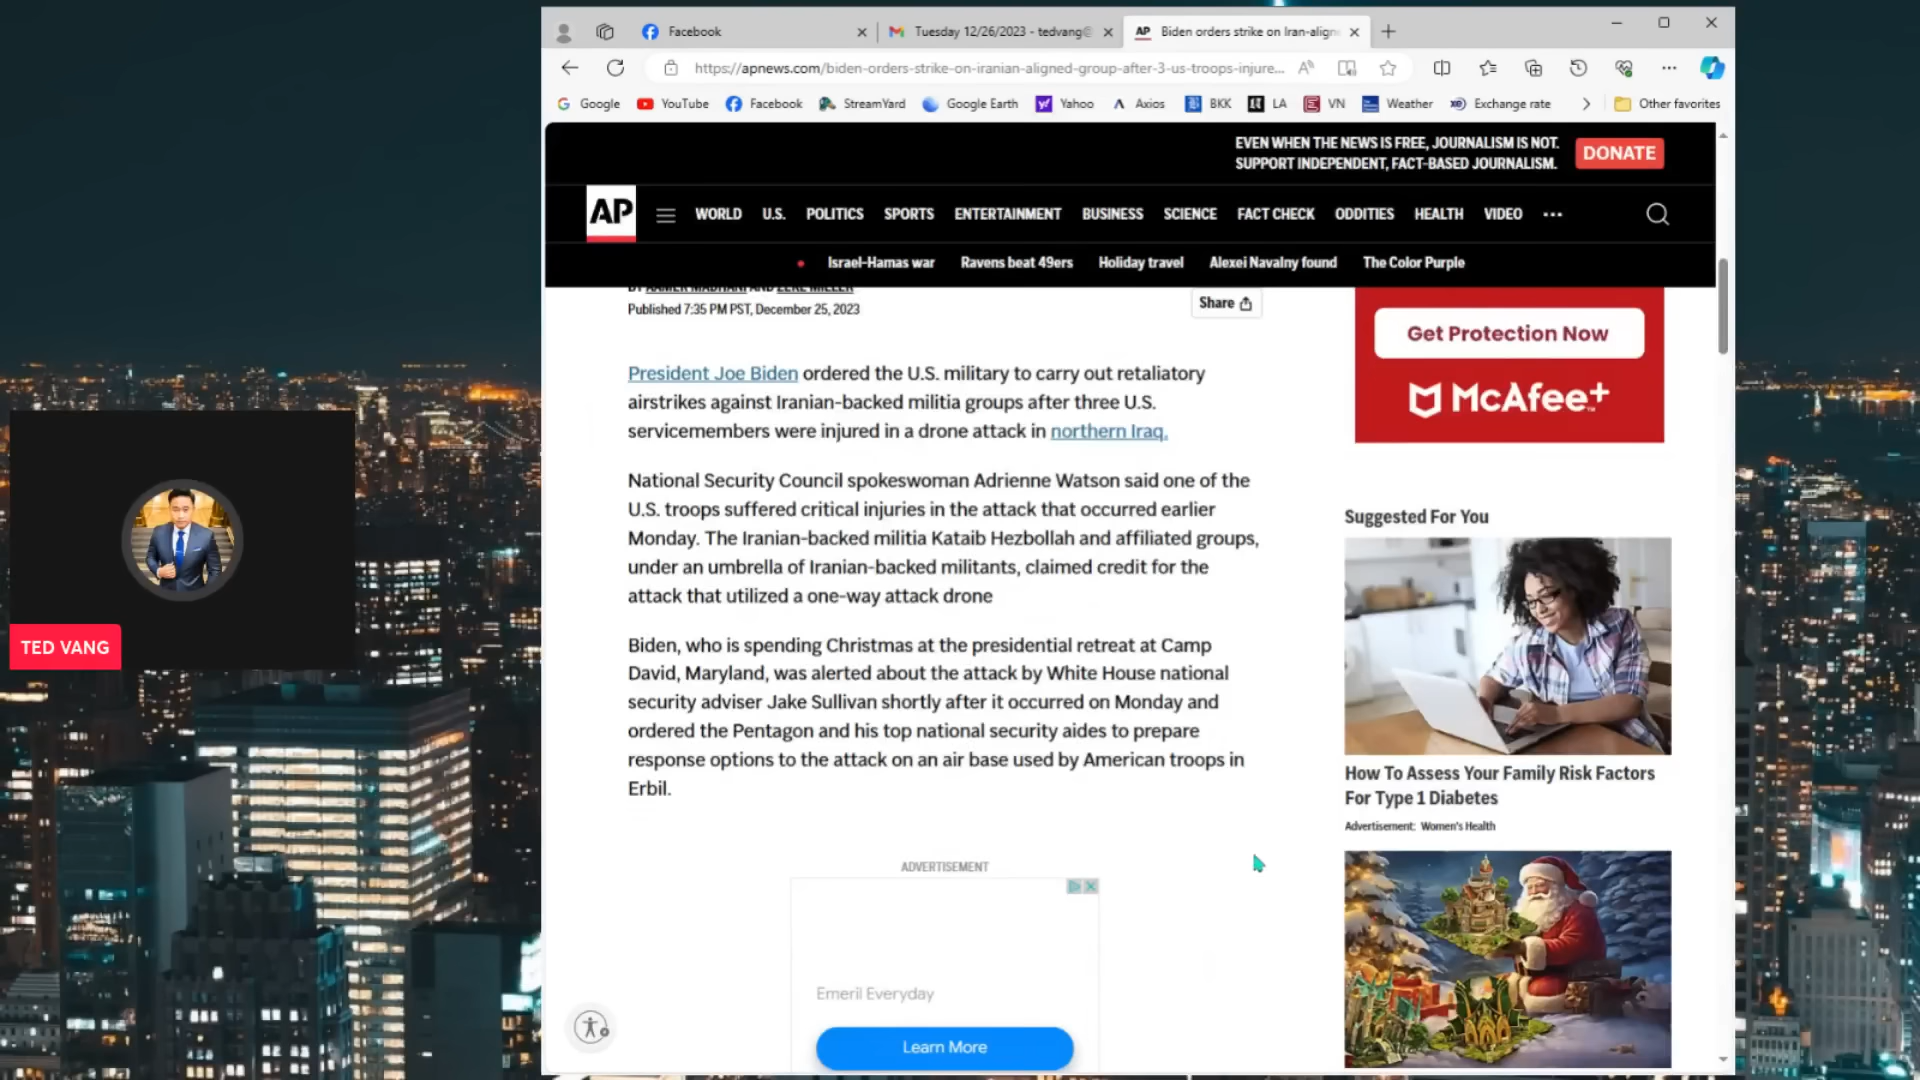 Facebook
Tuesday 12/26/2023 - tedvang@
AP Biden orders strike on Iran-align
https://apnews.com/biden-orders-strike-on-iranian-aligned-group-after-3-us-troops-injure...
Google YouTube Facebook StreamYard Google Earth Yahoo Axios BKK LA VN Weather Exchange rate Other favorites
EVEN WHEN THE NEWS IS FREE, JOURNALISM IS NOT.
SUPPORT INDEPENDENT, FACT-BASED JOURNALISM.
DONATE
AP
WORLD U.S. POLITICS SPORTS ENTERTAINMENT BUSINESS SCIENCE FACT CHECK ODDITIES HEALTH VIDEO ...
Israel-Hamas war Ravens beat 49ers Holiday travel Alexei Navalny found The Color Purple
BY AAMER MADHANI AND ZEKE MILLER
Published 7:35 PM PST, December 25, 2023
Share
President Joe Biden ordered the U.S. military to carry out retaliatory
airstrikes against Iranian-backed militia groups after three U.S.
servicemembers were injured in a drone attack in northern Iraq.
National Security Council spokeswoman Adrienne Watson said one of the
U.S. troops suffered critical injuries in the attack that occurred earlier
Monday. The Iranian-backed militia Kataib Hezbollah and affiliated groups,
under an umbrella of Iranian-backed militants, claimed credit for the
attack that utilized a one-way attack drone
Biden, who is spending Christmas at the presidential retreat at Camp
David, Maryland, was alerted about the attack by White House national
security adviser Jake Sullivan shortly after it occurred on Monday and
ordered the Pentagon and his top national security aides to prepare
response options to the attack on an air base used by American troops in
Erbil.
ADVERTISEMENT
Emeril Everyday
Learn More
Get Protection Now
McAfee+
Suggested For You
How To Assess Your Family Risk Factors
For Type 1 Diabetes
Advertisement: Women's Health
TED VANG